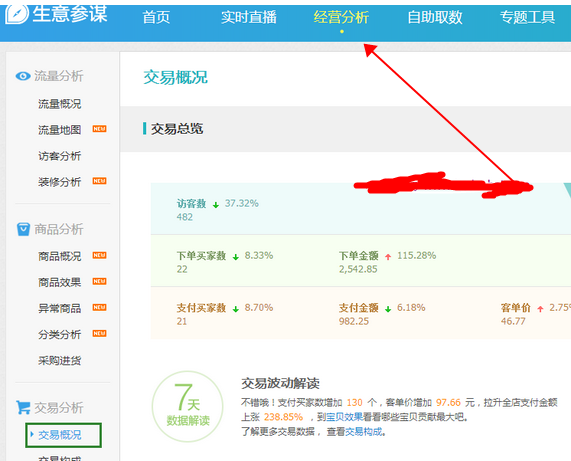 生意参谋 首页 实时直播 经营分析 自助取数 专题工具
流量分析
流量概况
流量地图 NEW
访客分析
装修分析 NEW
商品分析
商品概况 NEW
商品效果 NEW
异常商品 NEW
分类分析 NEW
采购进货
交易分析
交易概况
交易构成
交易概况
交易总览
访客数 37.32%
482
下单买家数 8.33% 下单金额 115.28%
22 2,542.85
支付买家数 8.70% 支付金额 6.18% 客单价 2.75%
21 982.25 46.77
7天
数据解读
交易波动解读
不错哦！支付买家数增加 130 个，客单价增加 97.66 元，拉升全店支付金额
上涨 238.85% ，到宝贝效果看看哪些宝贝贡献最大吧。
了解更多交易数据，查看交易构成。